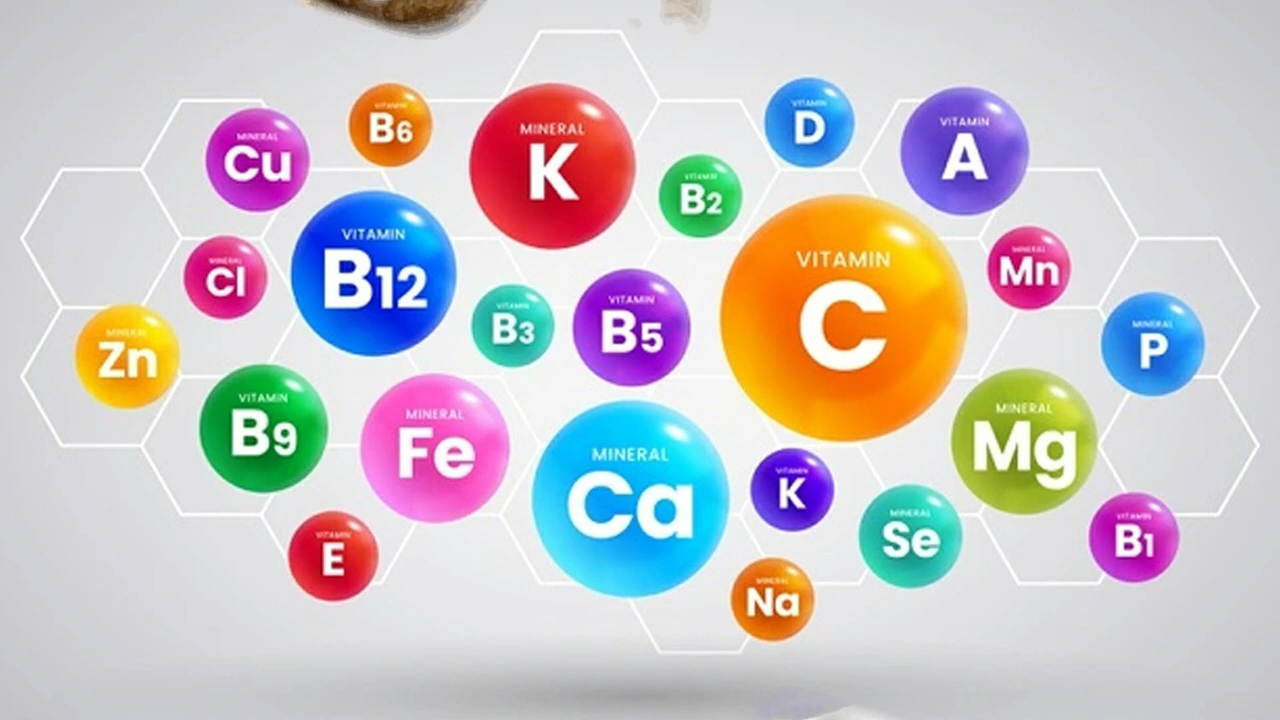 MINERAL
Cu
VITAMIN
B6
MINERAL
K
VITAMIN
B2
VITAMIN
D
VITAMIN
A
MINERAL
Cl
VITAMIN
B12
VITAMIN
B3
VITAMIN
B5
VITAMIN
C
MINERAL
Mn
MINERAL
P
MINERAL
Zn
VITAMIN
B9
MINERAL
Fe
MINERAL
Ca
VITAMIN
K
MINERAL
Mg
MINERAL
Se
VITAMIN
B1
VITAMIN
E
MINERAL
Na